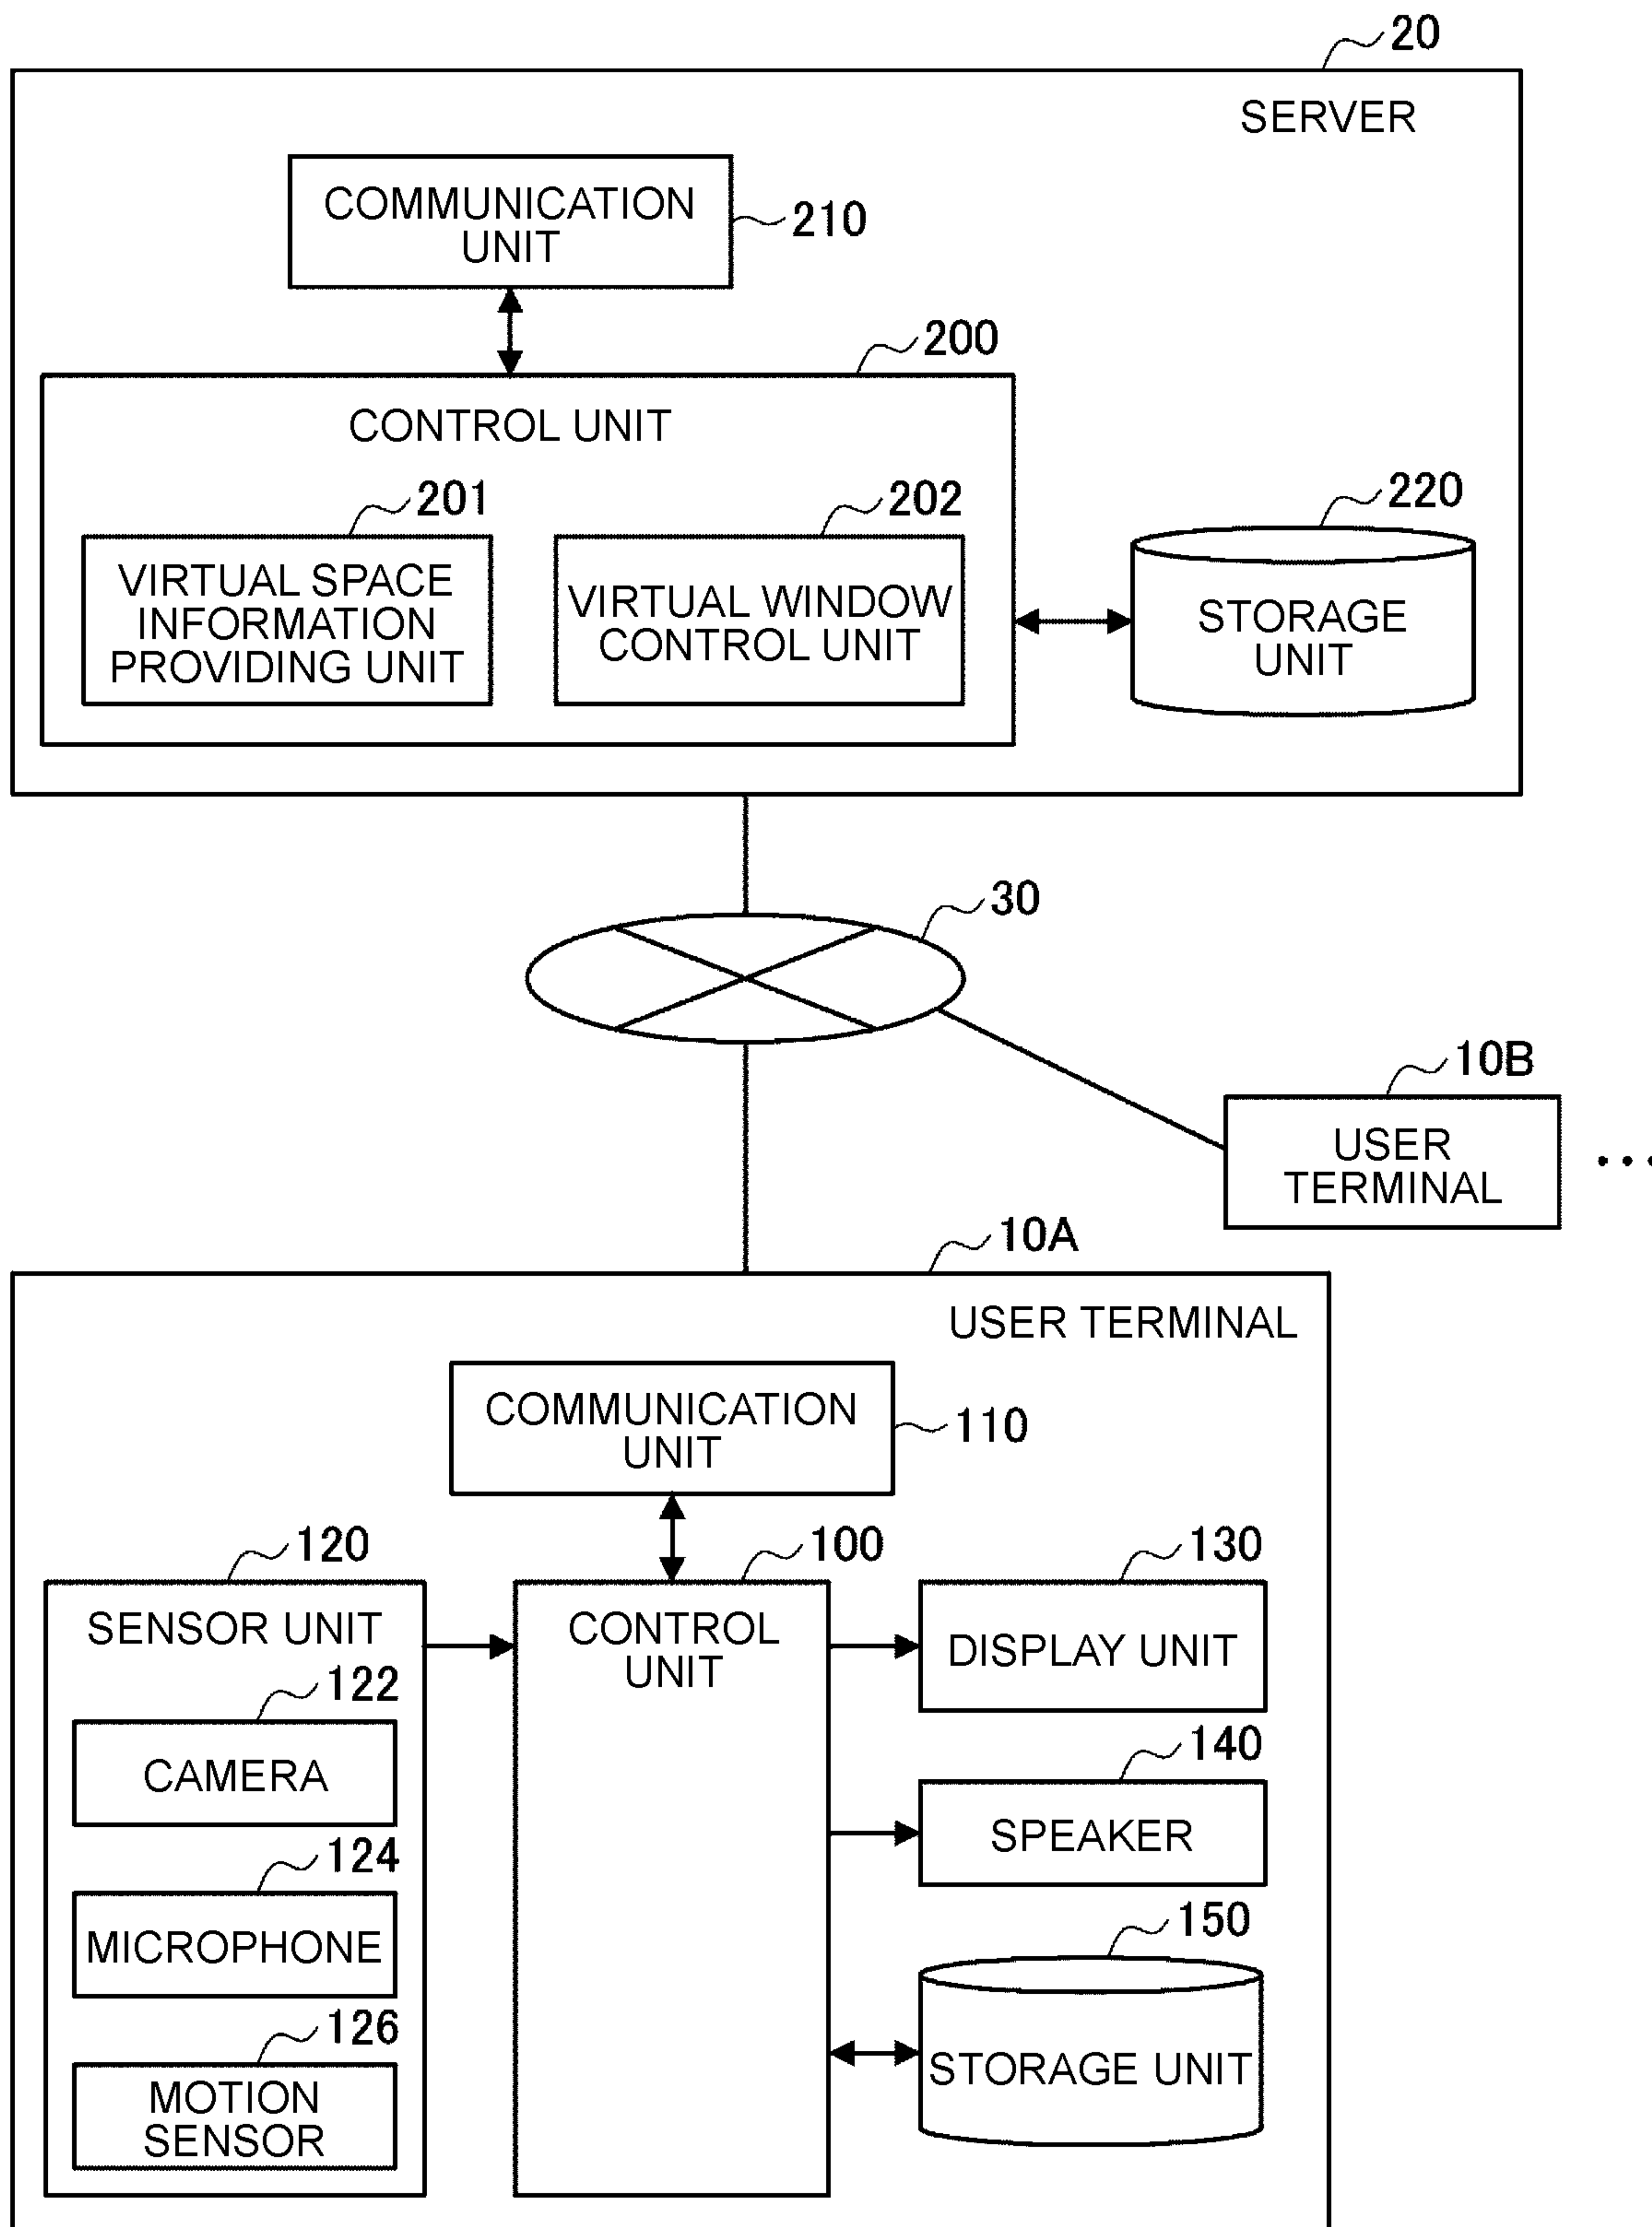 20
SERVER
COMMUNICATION
UNIT
210
200
CONTROL UNIT
201
202
220
VIRTUAL SPACE
INFORMATION
PROVIDING UNIT
VIRTUAL WINDOW
CONTROL UNIT
STORAGE
UNIT
30
10B
USER
TERMINAL
...
10A
USER TERMINAL
COMMUNICATION
UNIT
110
120
100
130
SENSOR UNIT
CONTROL
UNIT
DISPLAY UNIT
122
CAMERA
140
SPEAKER
124
MICROPHONE
150
STORAGE UNIT
126
MOTION
SENSOR